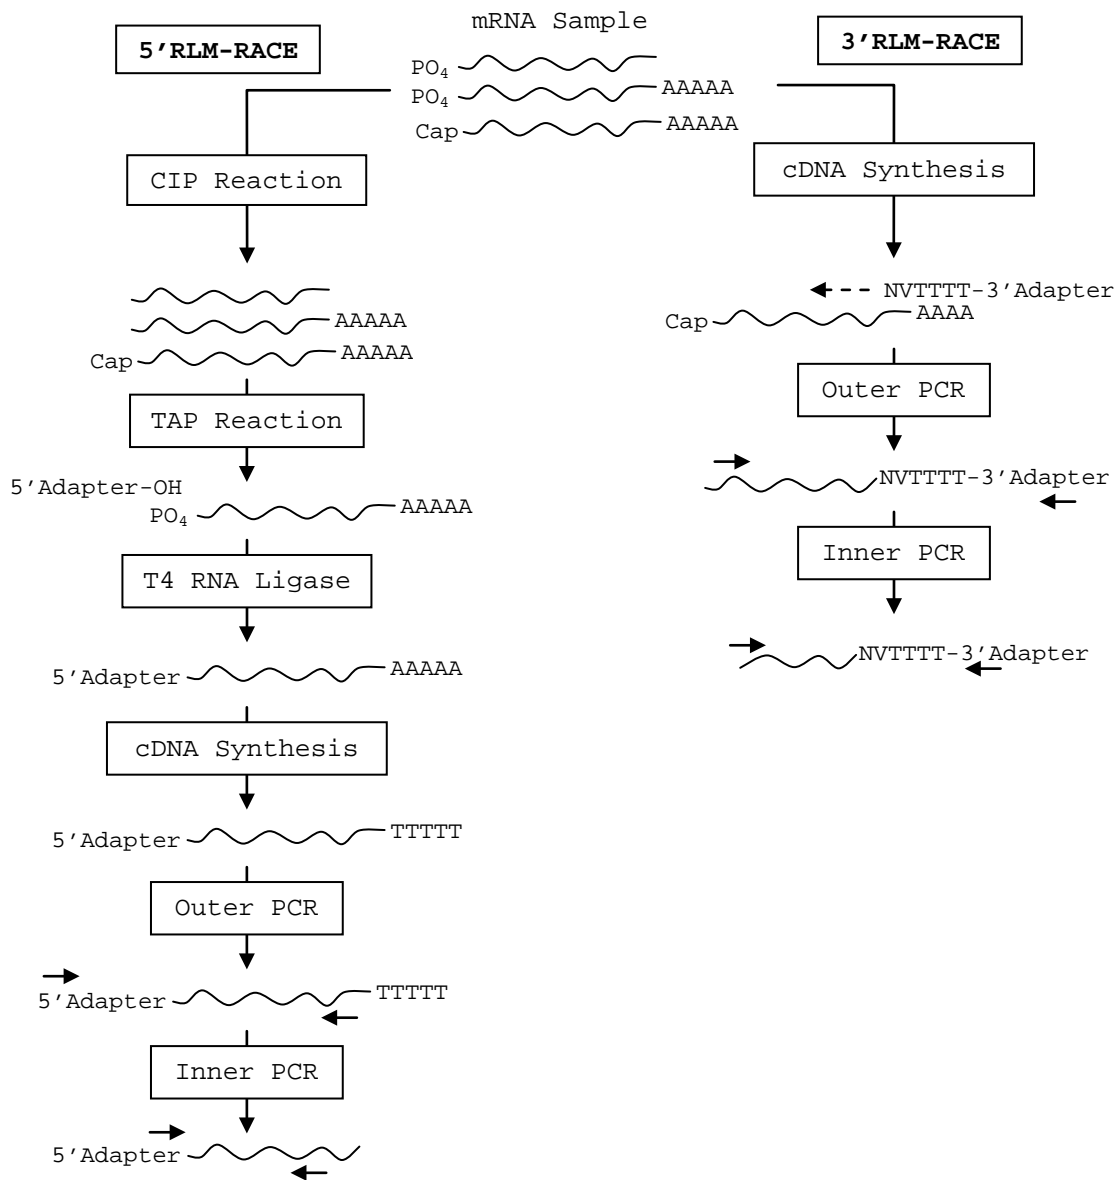 mRNA Sample
5’RLM-RACE
3’RLM-RACE
PO4
PO4 AAAAA
Cap AAAAA
CIP Reaction
AAAAA
Cap AAAAA
TAP Reaction
5’Adapter-OH
PO4 AAAAA
T4 RNA Ligase
5’Adapter AAAAA
cDNA Synthesis
5’Adapter TTTTT
Outer PCR
5’Adapter TTTTT
Inner PCR
5’Adapter
cDNA Synthesis
NVTTTT-3’Adapter
Cap AAAA
Outer PCR
NVTTTT-3’Adapter
Inner PCR
NVTTTT-3’Adapter